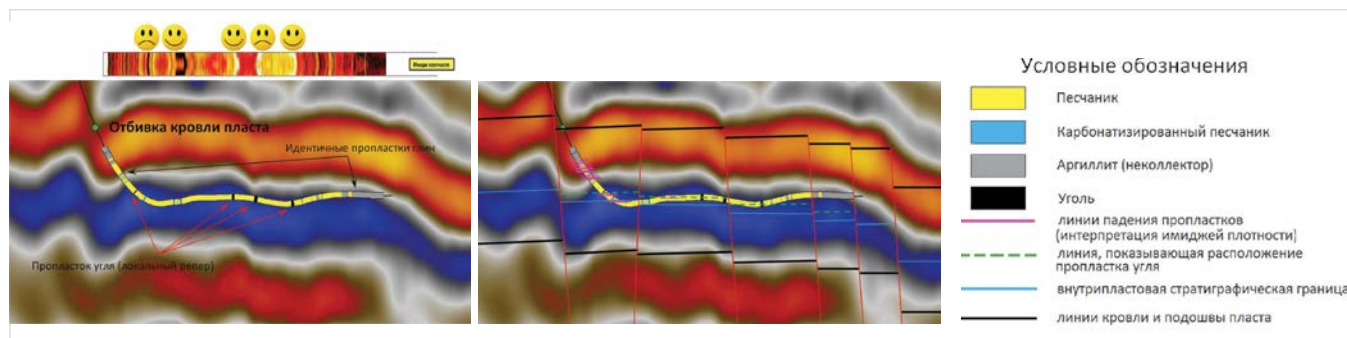 Отбивка кровли пласта
Идентичные пропластки глин
Пропласток угля (локальный репер)
Условные обозначения
Песчаник
Карбонатизированный песчаник
Аргиллит (неколлектор)
Уголь
линии падения пропластков
(интерпретация имиджей плотности)
линия, показывающая расположение
пропластка угля
внутрипластовая стратиграфическая граница
линии кровли и подошвы пласта